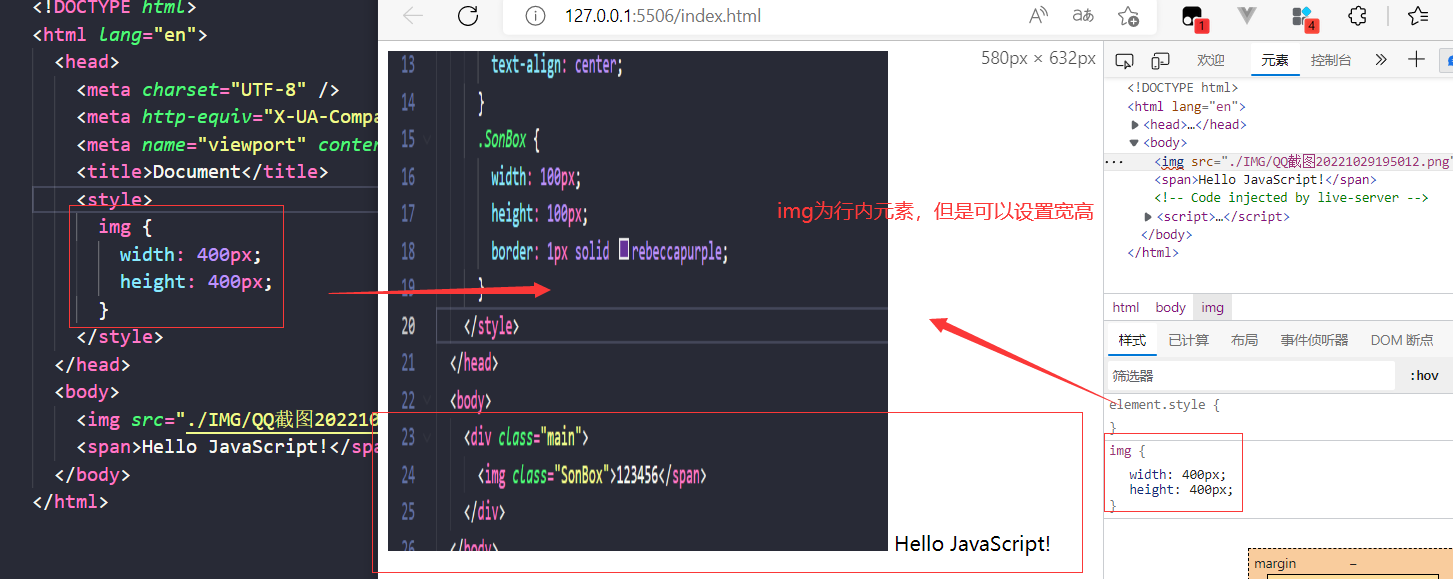 <!DOCTYPE html>
<html lang="en">
<head>
<meta charset="UTF-8" />
<meta http-equiv="X-UA-Compa
<meta name="viewport" conten
<title>Document</title>
<style>
img {
width: 400px;
height: 400px;
}
</style>
</head>
<body>
<img src="./IMG/QQ截图202210
<span>Hello JavaScript!</spa
</body>
</html>
127.0.0.1:5506/index.html
aあ
1
4
13 text-align: center;
14 }
15 .SonBox {
16 width: 100px;
17 height: 100px;
18 border: 1px solid rebeccapurple;
19 }
20 </style>
21 </head>
22 <body>
23 <div class="main">
24 <img class="SonBox">123456</span>
25 </div>
26 </body>
Hello JavaScript!
580px × 632px
img为行内元素，但是可以设置宽高
欢迎 元素 控制台
<!DOCTYPE html>
<html lang="en">
<head>…</head>
<body>
<img src="./IMG/QQ截图20221029195012.png"
<span>Hello JavaScript!</span>
<!-- Code injected by live-server -->
<script>…</script>
</body>
</html>
html body img
样式 已计算 布局 事件侦听器 DOM 断点
筛选器 :hov
element.style {
}
img {
width: 400px;
height: 400px;
}
margin –